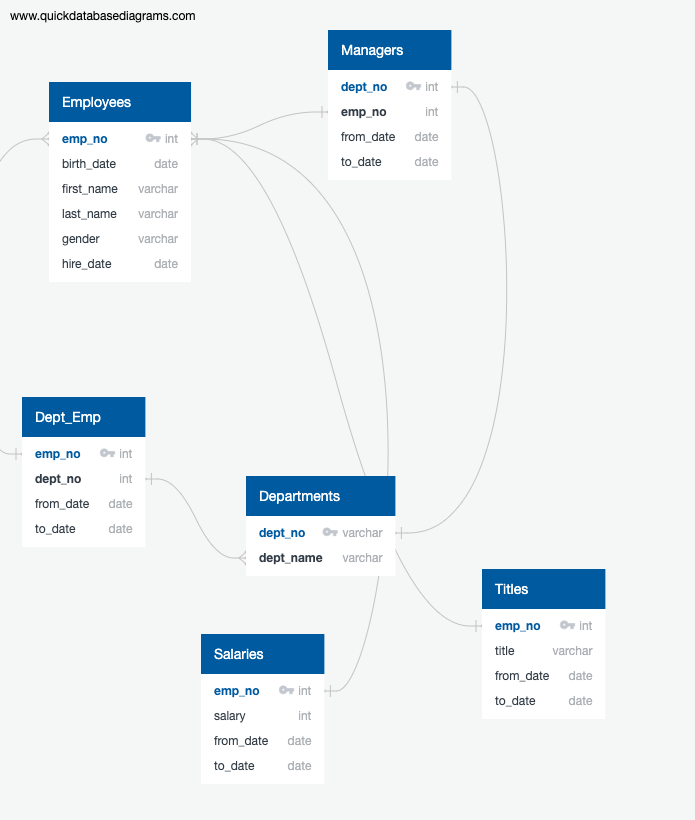 www.quickdatabasediagrams.com
Managers
dept_no int
emp_no int
from_date date
to_date date
Employees
emp_no int
birth_date date
first_name varchar
last_name varchar
gender varchar
hire_date date
Dept_Emp
emp_no int
dept_no int
from_date date
to_date date
Departments
dept_no varchar
dept_name varchar
Titles
emp_no int
title varchar
from_date date
to_date date
Salaries
emp_no int
salary int
from_date date
to_date date